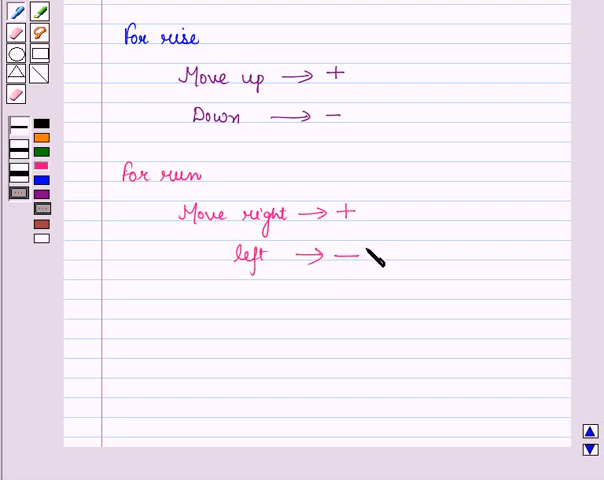 For rise
Move up → +
Down → −
For run
Move right → +
left → −